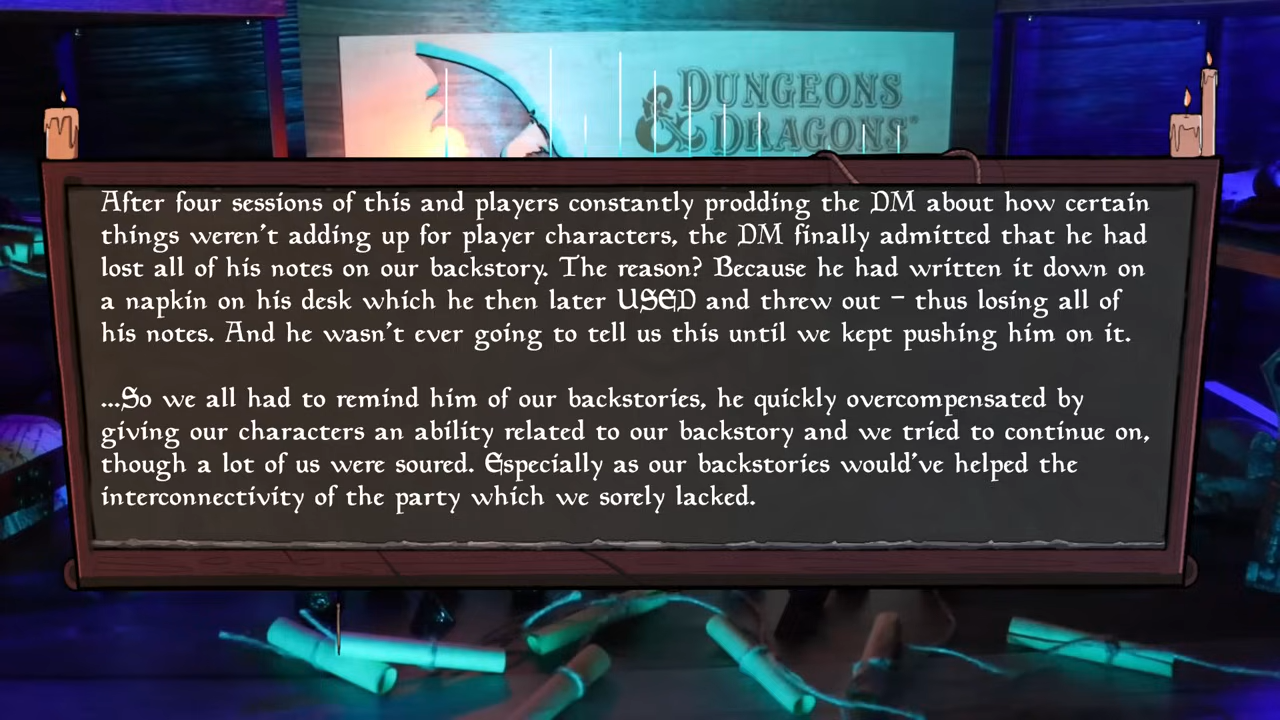 DUNGEONS
& DRAGONS®
After four sessions of this and players constantly prodding the DM about how certain
things weren't adding up for player characters, the DM finally admitted that he had
lost all of his notes on our backstory. The reason? Because he had written it down on
a napkin on his desk which he then later USED and threw out – thus losing all of
his notes. And he wasn't ever going to tell us this until we kept pushing him on it.
...So we all had to remind him of our backstories, he quickly overcompensated by
giving our characters an ability related to our backstory and we tried to continue on,
though a lot of us were soured. Especially as our backstories would've helped the
interconnectivity of the party which we sorely lacked.